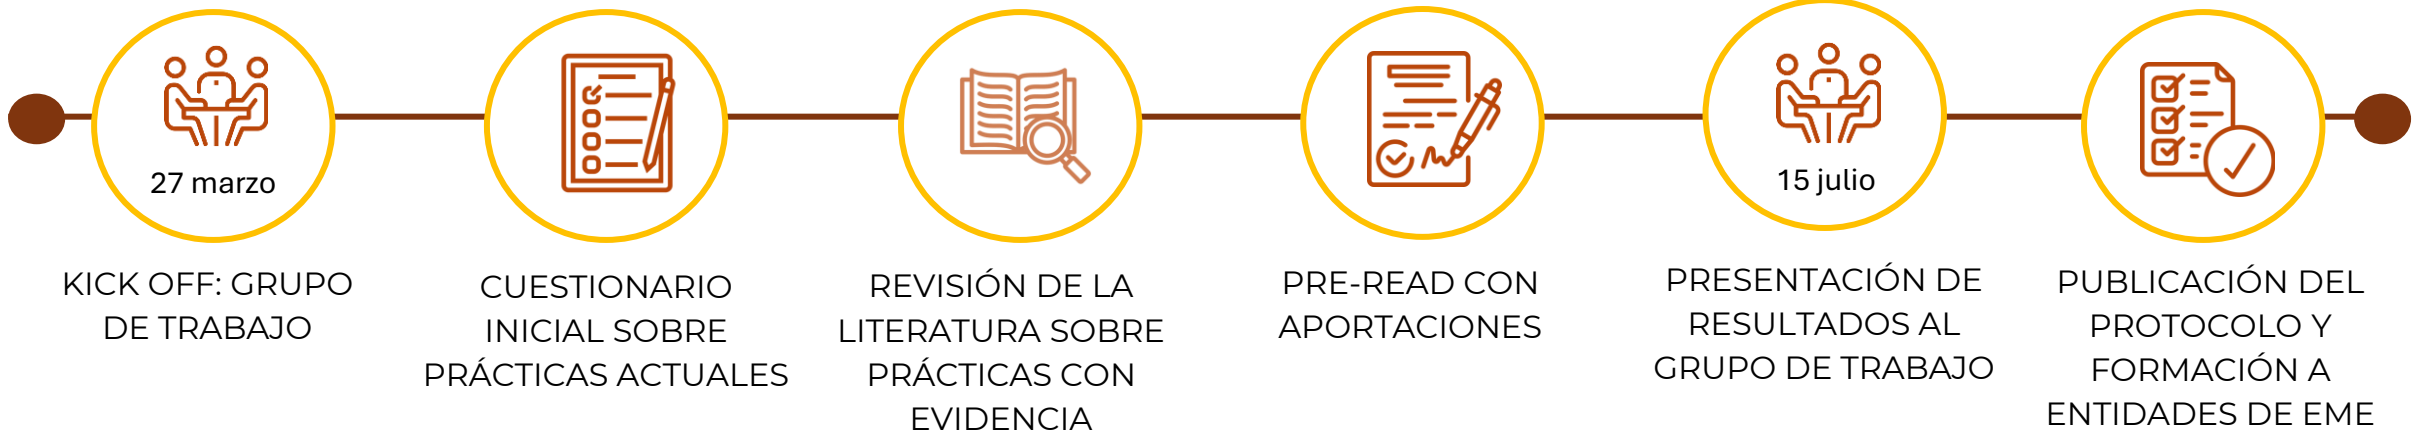 27 marzo
KICK OFF: GRUPO
DE TRABAJO
CUESTIONARIO
INICIAL SOBRE
PRÁCTICAS ACTUALES
REVISIÓN DE LA
LITERATURA SOBRE
PRÁCTICAS CON
EVIDENCIA
PRE-READ CON
APORTACIONES
15 julio
PRESENTACIÓN DE
RESULTADOS AL
GRUPO DE TRABAJO
PUBLICACIÓN DEL
PROTOCOLO Y
FORMACIÓN A
ENTIDADES DE EME